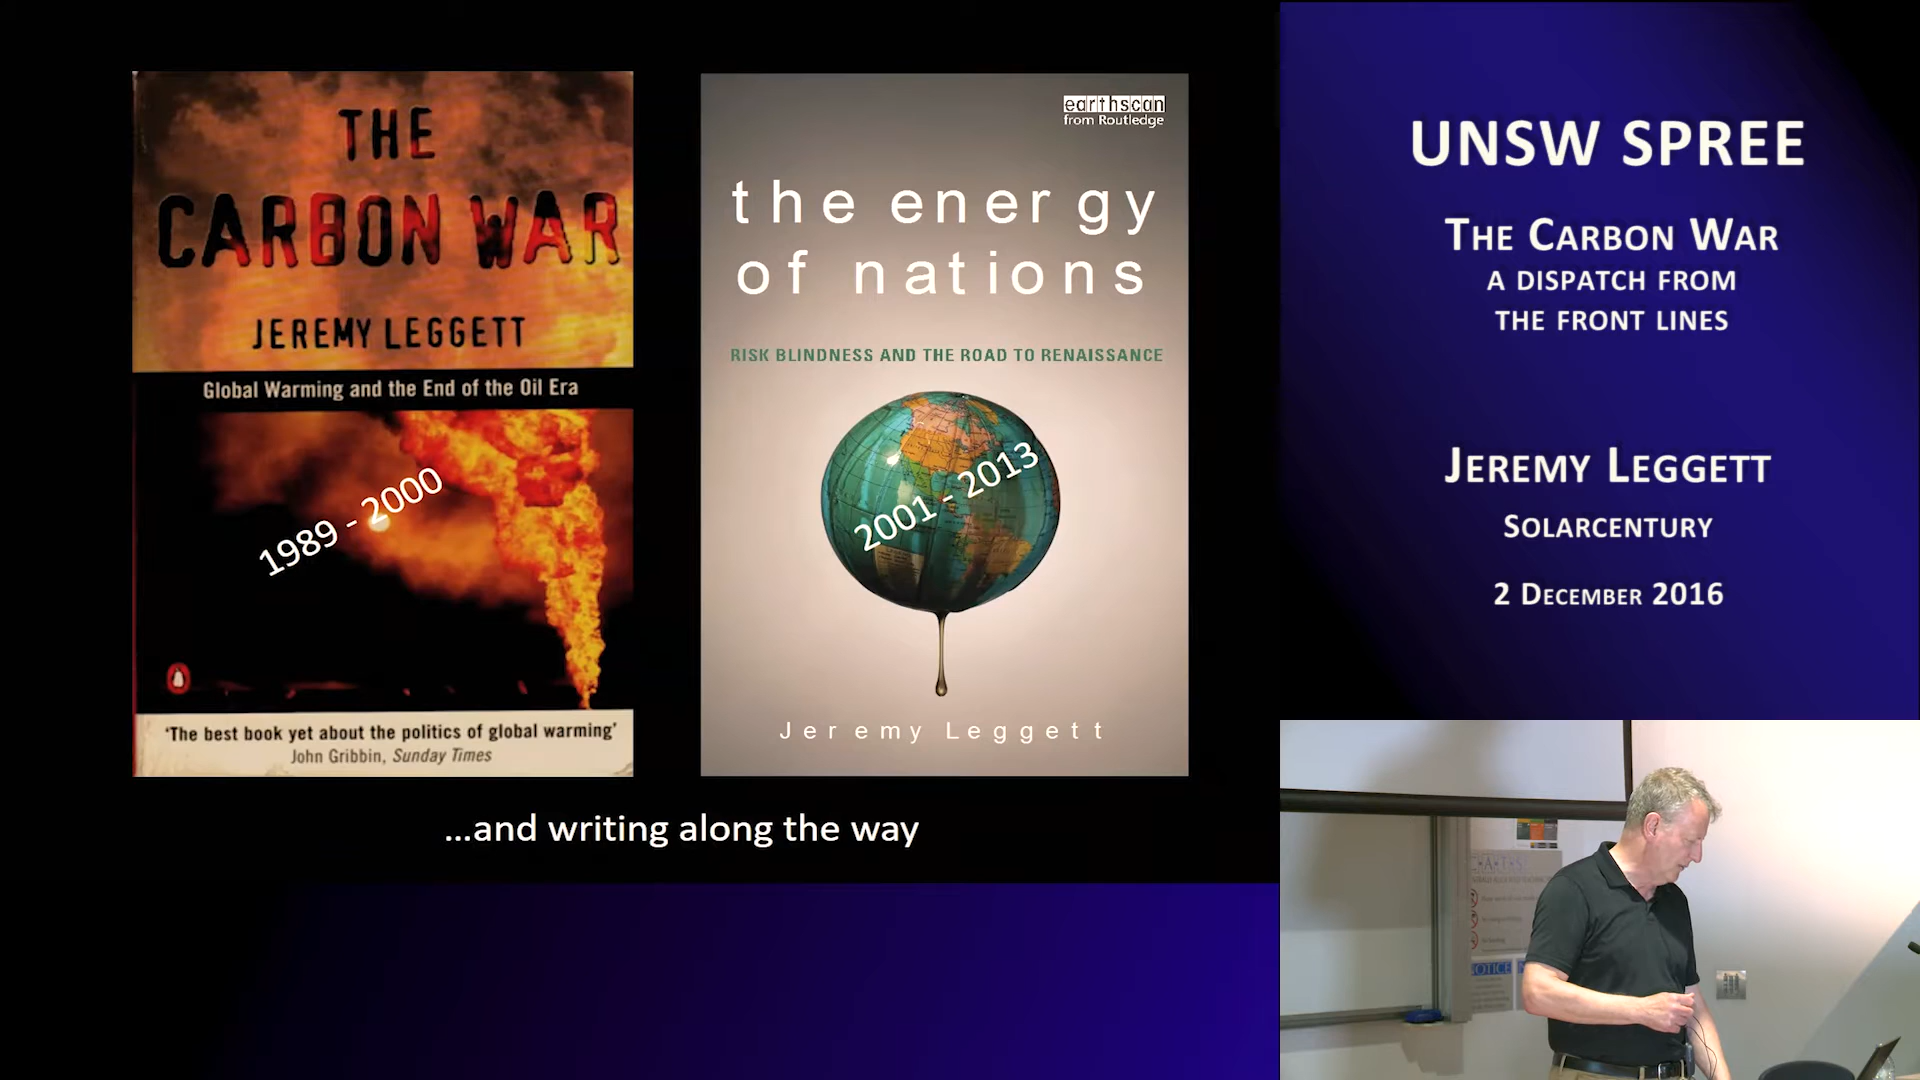 THE
CARBON WAR
JEREMY LEGGETT
Global Warming and the End of the Oil Era
1989 - 2000
'The best book yet about the politics of global warming'
John Gribbin, Sunday Times
earthscan
from Routledge
the energy
of nations
RISK BLINDNESS AND THE ROAD TO RENAISSANCE
2001 - 2013
Jeremy Leggett
...and writing along the way
UNSW SPREE
THE CARBON WAR
A DISPATCH FROM
THE FRONT LINES
JEREMY LEGGETT
SOLARCENTURY
2 DECEMBER 2016